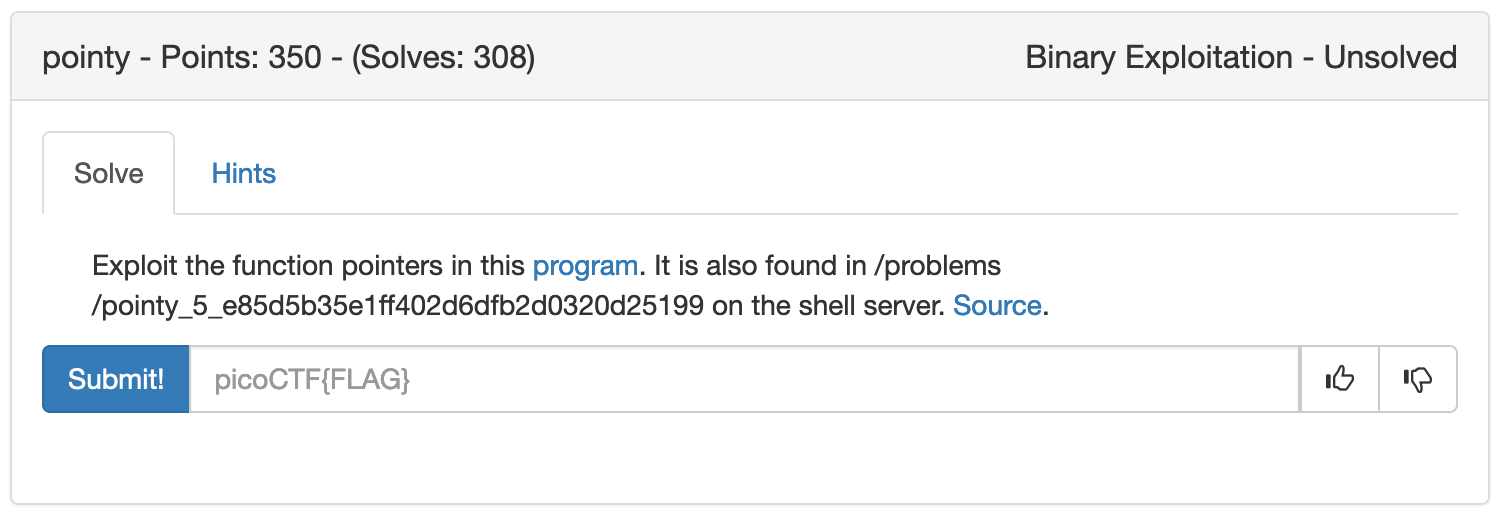 pointy - Points: 350 - (Solves: 308)
Binary Exploitation - Unsolved
Solve
Hints
Exploit the function pointers in this program. It is also found in /problems
/pointy_5_e85d5b35e1ff402d6dfb2d0320d25199 on the shell server. Source.
Submit!
picoCTF{FLAG}